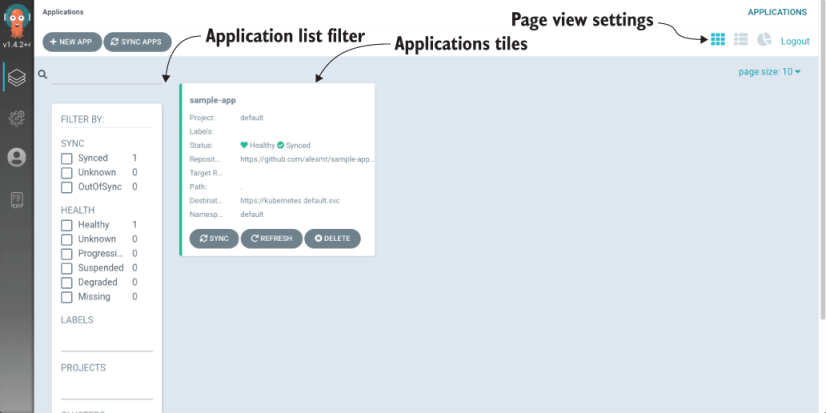 Applications
APPLICATIONS
Page view settings
v1.4.2+
NEW APP
SYNC APPS
Application list filter
Applications tiles
Logout
page size: 10
sample-app
Project: default
Labels:
Status: Healthy Synced
Reposit... https://github.com/alexmt/sample-app...
Target R...
Path: .
Destinat... https://kubernetes.default.svc
Namesp... default
SYNC REFRESH DELETE
FILTER BY:
SYNC
Synced 1
Unknown 0
OutOfSync 0
HEALTH
Healthy 1
Unknown 0
Progressi... 0
Suspended 0
Degraded 0
Missing 0
LABELS
PROJECTS
CLUSTERS